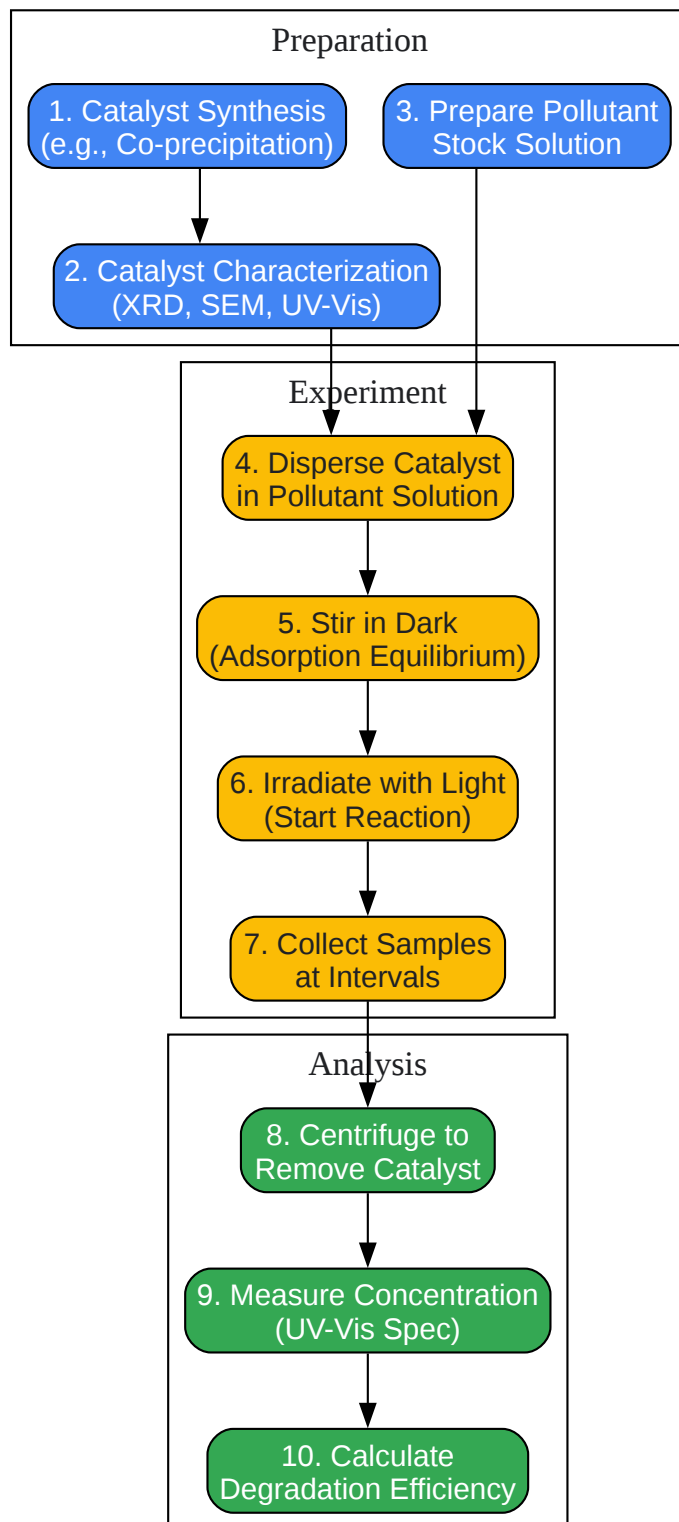 Preparation
1. Catalyst Synthesis
(e.g., Co-precipitation)
3. Prepare Pollutant
Stock Solution
2. Catalyst Characterization
(XRD, SEM, UV-Vis)
Experiment
4. Disperse Catalyst
in Pollutant Solution
5. Stir in Dark
(Adsorption Equilibrium)
6. Irradiate with Light
(Start Reaction)
7. Collect Samples
at Intervals
Analysis
8. Centrifuge to
Remove Catalyst
9. Measure Concentration
(UV-Vis Spec)
10. Calculate
Degradation Efficiency